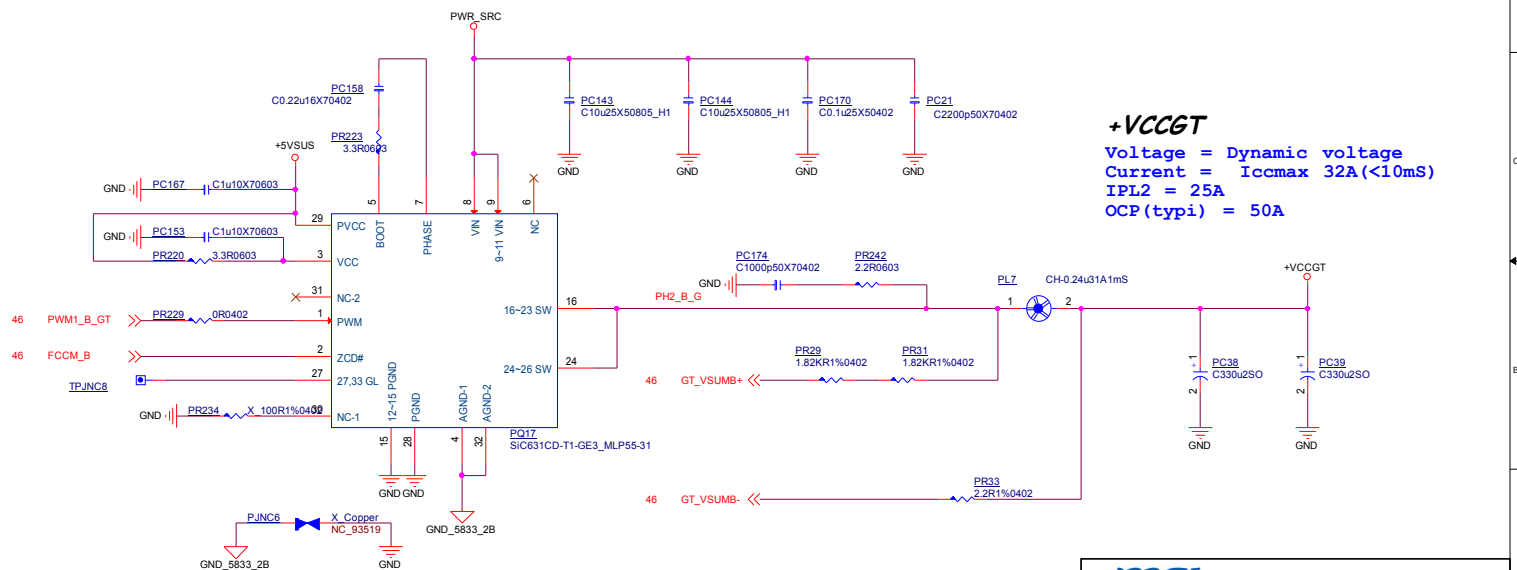 PWR_SRC
PC158
C0.22u16X70402
PR223
3.3R0603
PC143
C10u25X50805_H1
GND
PC144
C10u25X50805_H1
GND
PC170
C0.1u25X50402
GND
PC21
C2200p50X70402
GND
+VCCGT
Voltage = Dynamic voltage
Current = Iccmax 32A(<10mS)
IPL2 = 25A
OCP(typi) = 50A
+5VSUS
GND PC167 C1u10X70603
GND PC153 C1u10X70603
PR220 3.3R0603
46 PWM1_B_GT PR229 0R0402
46 FCCM_B
TPJNC8
GND PR234 X_100R1%0402
5 BOOT
7 PHASE
8 VIN
9 9~11 VIN
6 NC
29 PVCC
3 VCC
31 NC-2
1 PWM
2 ZCD#
27 27,33 GL
30 NC-1
16~23 SW 16
24~26 SW 24
12~15 PGND 15
PGND 28
AGND-1 4
AGND-2 32
PQ17
SiC631CD-T1-GE3_MLP55-31
GND GND
GND_5833_2B
PJNC6 X_Copper
NC_93519
GND_5833_2B
GND
PC174
C1000p50X70402
GND
PR242
2.2R0603
PH2_B_G
PL7 CH-0.24u31A1mS
1 2
+VCCGT
PR29
1.82KR1%0402
PR31
1.82KR1%0402
46 GT_VSUMB+
PR33
2.2R1%0402
46 GT_VSUMB-
1
+
PC38
C330u2SO
2
GND
1
+
PC39
C330u2SO
2
GND
C
B